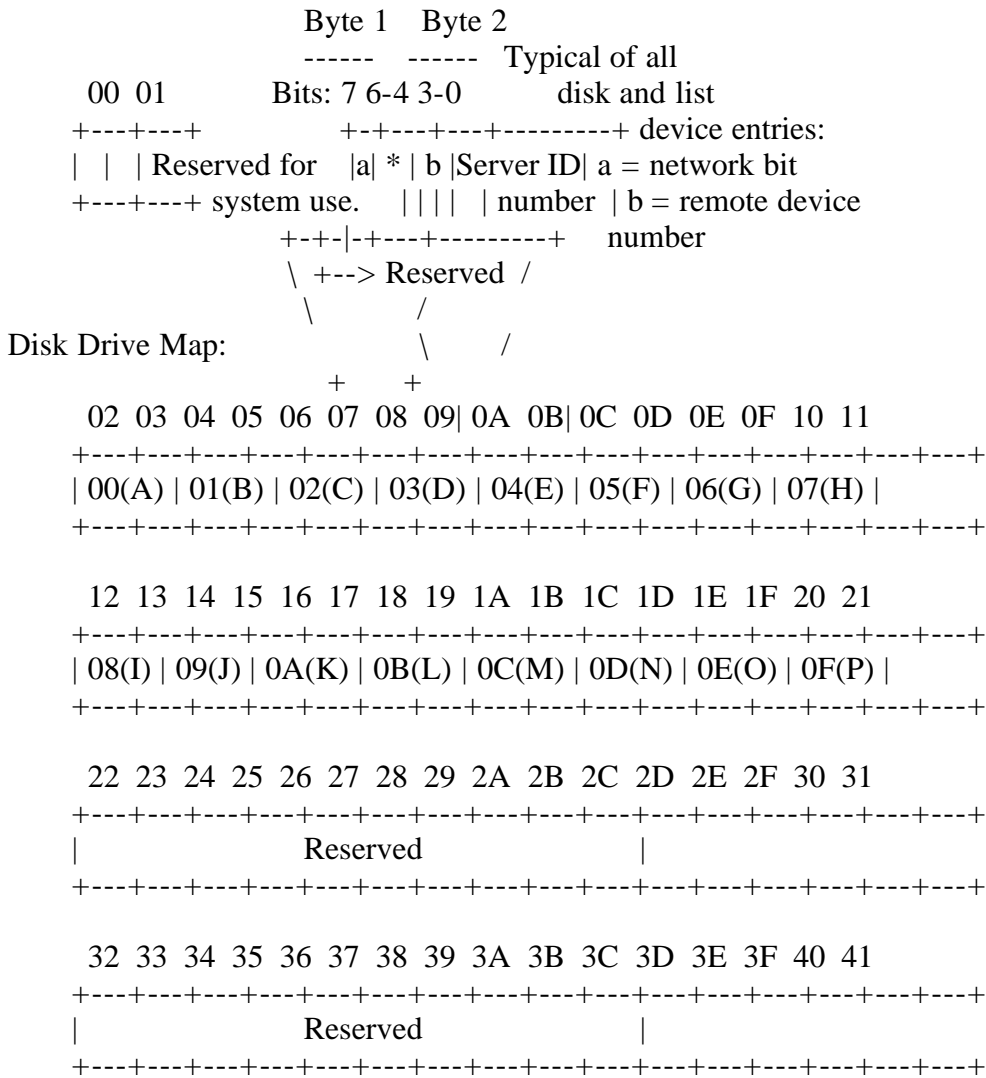 Byte 1 Byte 2
------ ------ Typical of all
00 01 Bits: 7 6-4 3-0 disk and list
+---+---+ +-+---+---+---------+ device entries:
| | | Reserved for |a| * | b |Server ID| a = network bit
+---+---+ system use. | | | | | number | b = remote device
+-+-|-+---+---------+ number
\ +--> Reserved /
\ /
Disk Drive Map: \ /
+ +
02 03 04 05 06 07 08 09| 0A 0B| 0C 0D 0E 0F 10 11
+---+---+---+---+---+---+---+---+---+---+---+---+---+---+---+---+
| 00(A) | 01(B) | 02(C) | 03(D) | 04(E) | 05(F) | 06(G) | 07(H) |
+---+---+---+---+---+---+---+---+---+---+---+---+---+---+---+---+
12 13 14 15 16 17 18 19 1A 1B 1C 1D 1E 1F 20 21
+---+---+---+---+---+---+---+---+---+---+---+---+---+---+---+---+
| 08(I) | 09(J) | 0A(K) | 0B(L) | 0C(M) | 0D(N) | 0E(O) | 0F(P) |
+---+---+---+---+---+---+---+---+---+---+---+---+---+---+---+---+
22 23 24 25 26 27 28 29 2A 2B 2C 2D 2E 2F 30 31
+---+---+---+---+---+---+---+---+---+---+---+---+---+---+---+---+
| Reserved |
+---+---+---+---+---+---+---+---+---+---+---+---+---+---+---+---+
32 33 34 35 36 37 38 39 3A 3B 3C 3D 3E 3F 40 41
+---+---+---+---+---+---+---+---+---+---+---+---+---+---+---+---+
| Reserved |
+---+---+---+---+---+---+---+---+---+---+---+---+---+---+---+---+